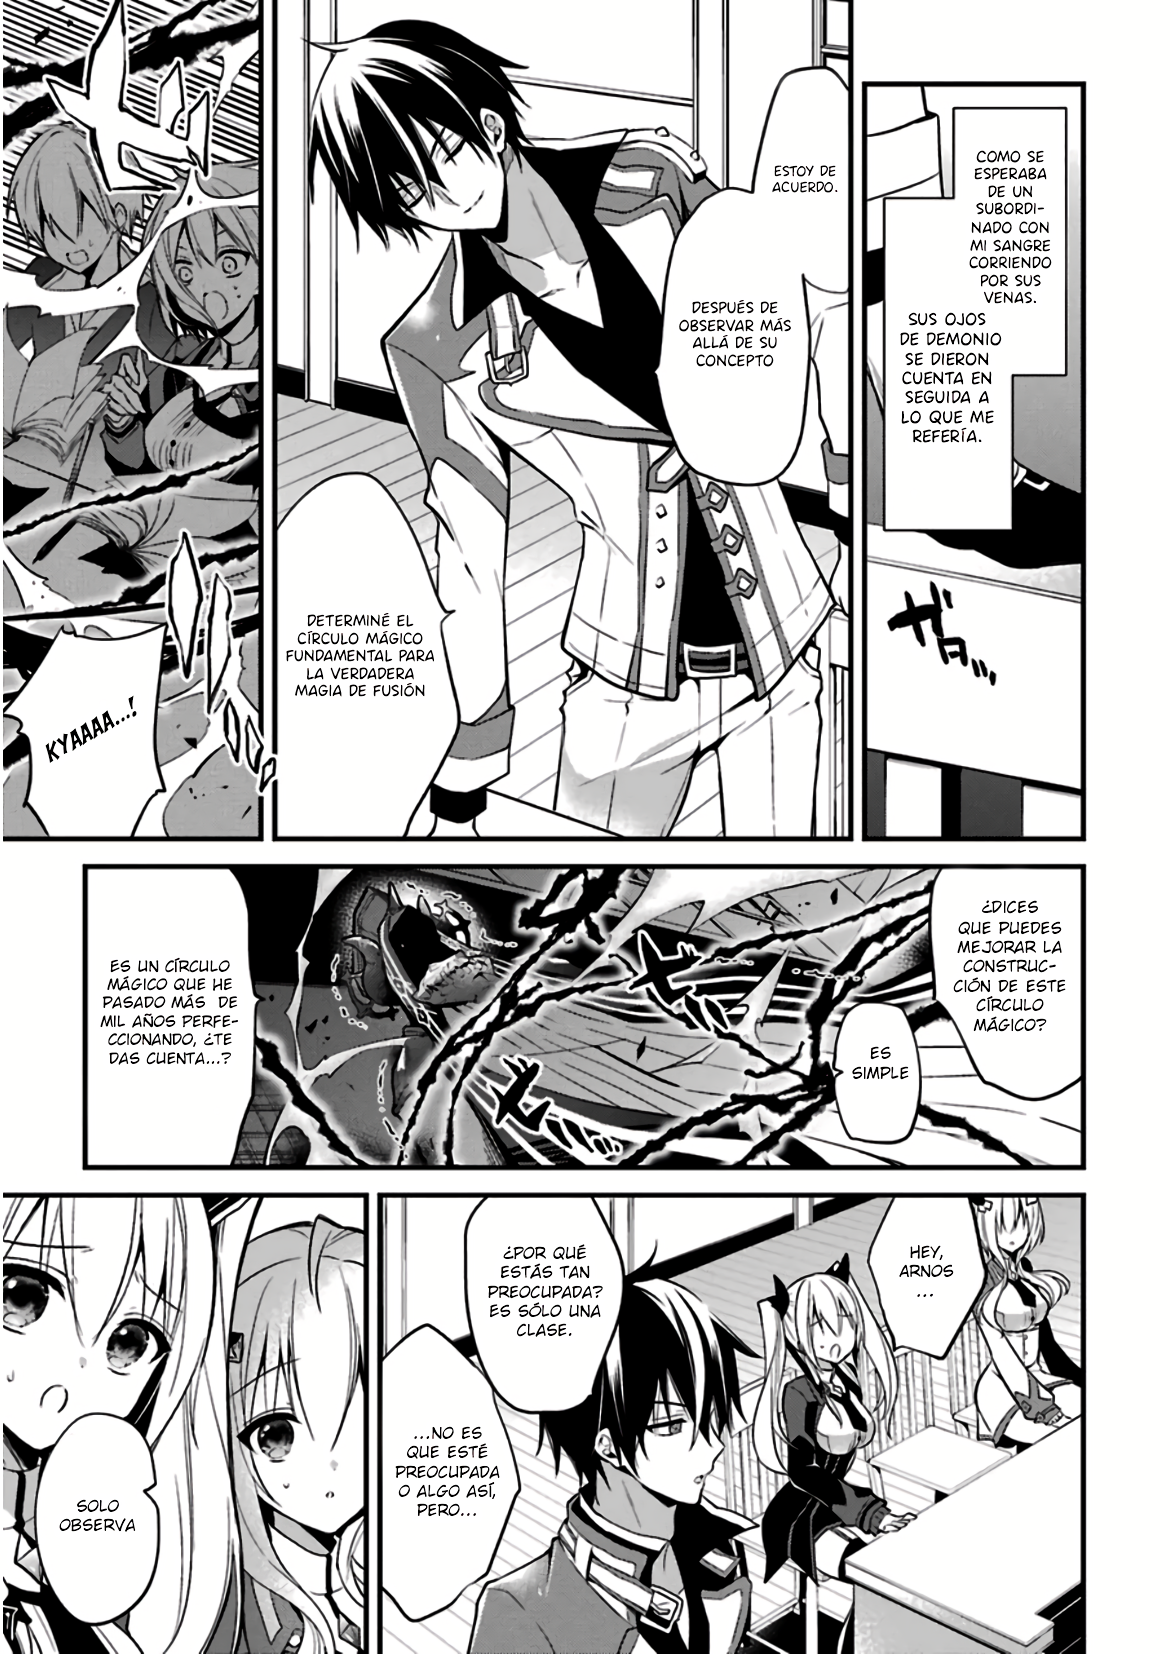 COMO SE
ESPERABA
DE UN
SUBORDI-
NADO CON
MI SANGRE
CORRIENDO
POR SUS
VENAS.
SUS OJOS
DE DEMONIO
SE DIERON
CUENTA EN
SEGUIDA A
LO QUE ME
REFERÍA.
ガタ...
ESTOY DE
ACUERDO.
DESPUÉS DE
OBSERVAR MÁS
ALLÁ DE SU
CONCEPTO
DETERMINÉ EL
CÍRCULO MÁGICO
FUNDAMENTAL PARA
LA VERDADERA
MAGIA DE FUSIÓN
KYAAAA...!
¿DICES
QUE PUEDES
MEJORAR LA
CONSTRUC-
CIÓN DE ESTE
CÍRCULO
MÁGICO?
ES
SIMPLE
ES UN CÍRCULO
MÁGICO QUE HE
PASADO MÁS DE
MIL AÑOS PERFE-
CCIONANDO, ¿TE
DAS CUENTA...?
HEY,
ARNOS
...
¿POR QUÉ
ESTÁS TAN
PREOCUPADA?
ES SÓLO UNA
CLASE.
...NO ES
QUE ESTÉ
PREOCUPADA
O ALGO ASÍ,
PERO...
SOLO
OBSERVA